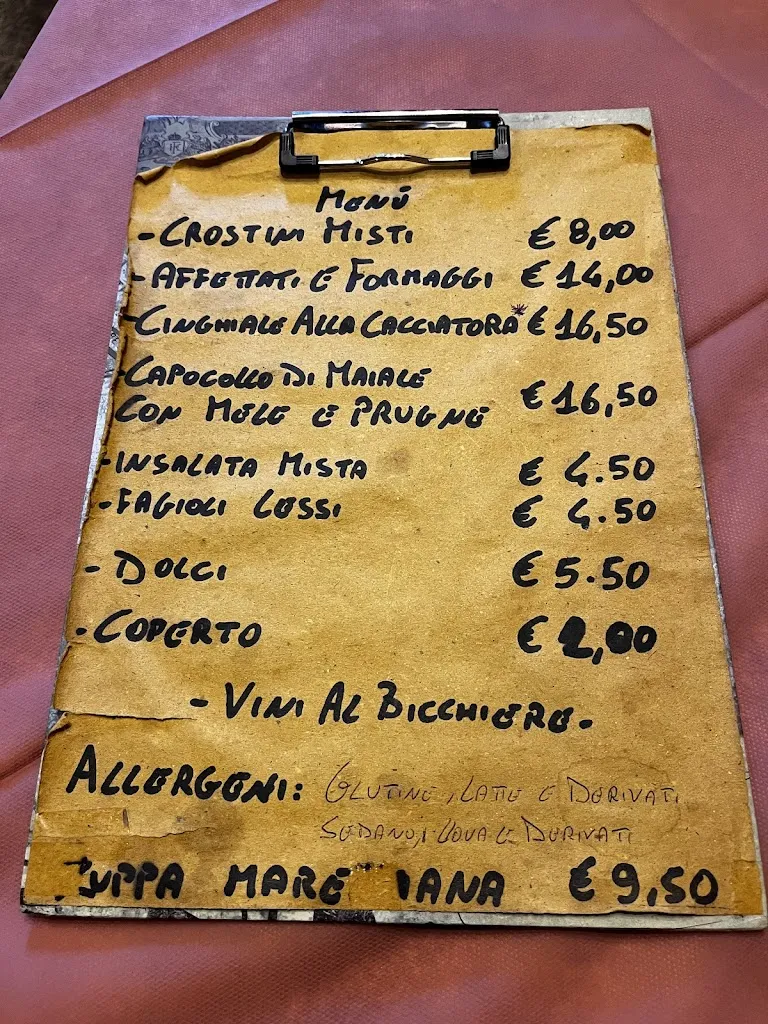 MENÚ
- CROSTINI MISTI € 8,00
- AFFETTATI E FORMAGGI € 14,00
- CINGHIALE ALLA CACCIATORA* € 16,50
- CAPOCOLLO DI MAIALE
CON MELE E PRUGNE € 16,50
- INSALATA MISTA € 4.50
- FAGIOLI LESSI € 4.50
- DOLCI € 5.50
- COPERTO € 2,00
- VINI AL BICCHIERE -
ALLERGENI: GLUTINE, LATTE E DERIVATI
SEDANO, UOVA E DERIVATI
€ 9,50